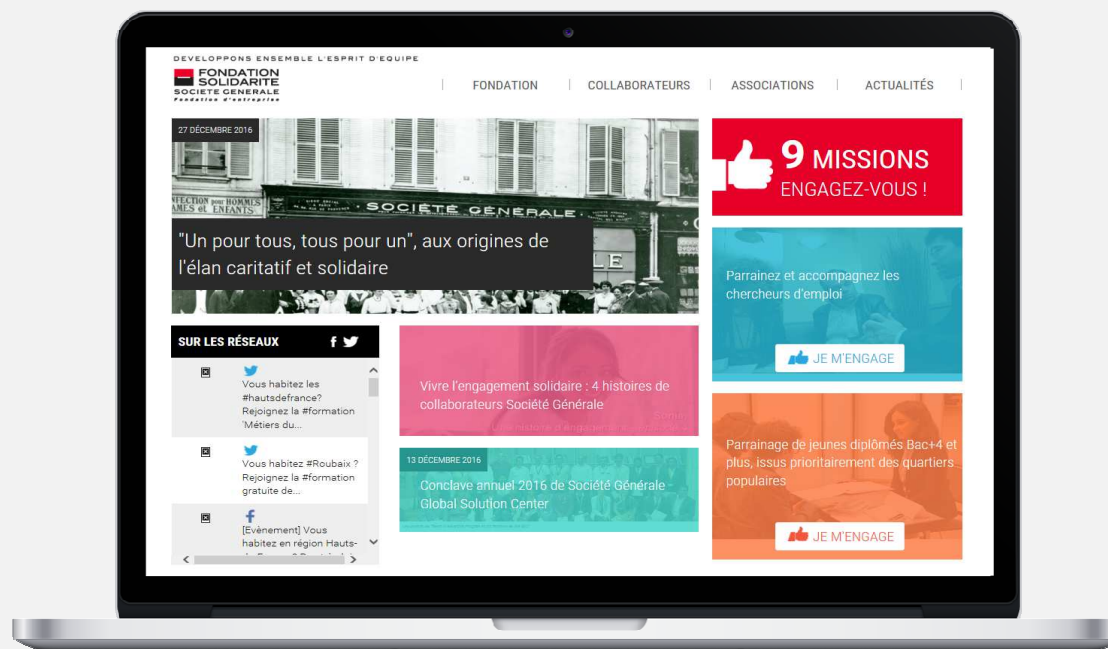 DEVELOPPONS ENSEMBLE L'ESPRIT D'EQUIPE
FONDATION
SOLIDARITE
SOCIETE GENERALE
Fondation d'entreprise
FONDATION
COLLABORATEURS
ASSOCIATIONS
ACTUALITÉS
27 DÉCEMBRE 2016
HOMMES
et ENFANTS
SOCIÉTÉ GÉNÉRALE
"Un pour tous, tous pour un", aux origines de
l'élan caritatif et solidaire
9 MISSIONS
ENGAGEZ-VOUS !
Parrainez et accompagnez les
chercheurs d'emploi
JE M'ENGAGE
SUR LES RÉSEAUX
Vous habitez les
#hautsdefrance?
Rejoignez la #formation
'Métiers du...
Vous habitez #Roubaix ?
Rejoignez la #formation
gratuite de...
[Evènement] Vous
habitez en région Hauts-
Vivre l'engagement solidaire : 4 histoires de
collaborateurs Société Générale
13 DÉCEMBRE 2016
Conclave annuel 2016 de Société Générale -
Global Solution Center
Parrainage de jeunes diplômés Bac+4 et
plus, issus prioritairement des quartiers
populaires
JE M'ENGAGE